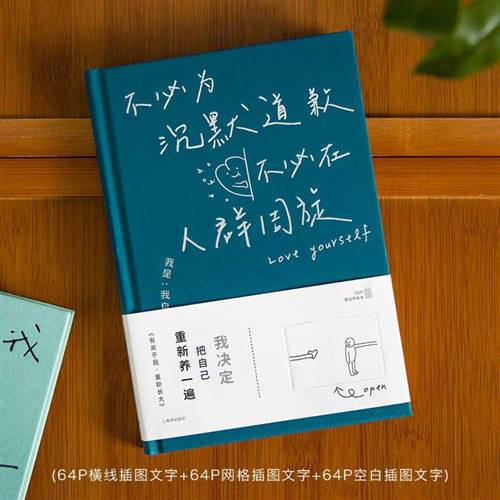 不必为
沉默道歉
不必在
人群周旋
Love yourself
我是:我自
我决定
把自己
重新养一遍
《有关于我,重新长大》
192P
open
我
(64P横线插图文字+64P网格插图文字+64P空白插图文字)